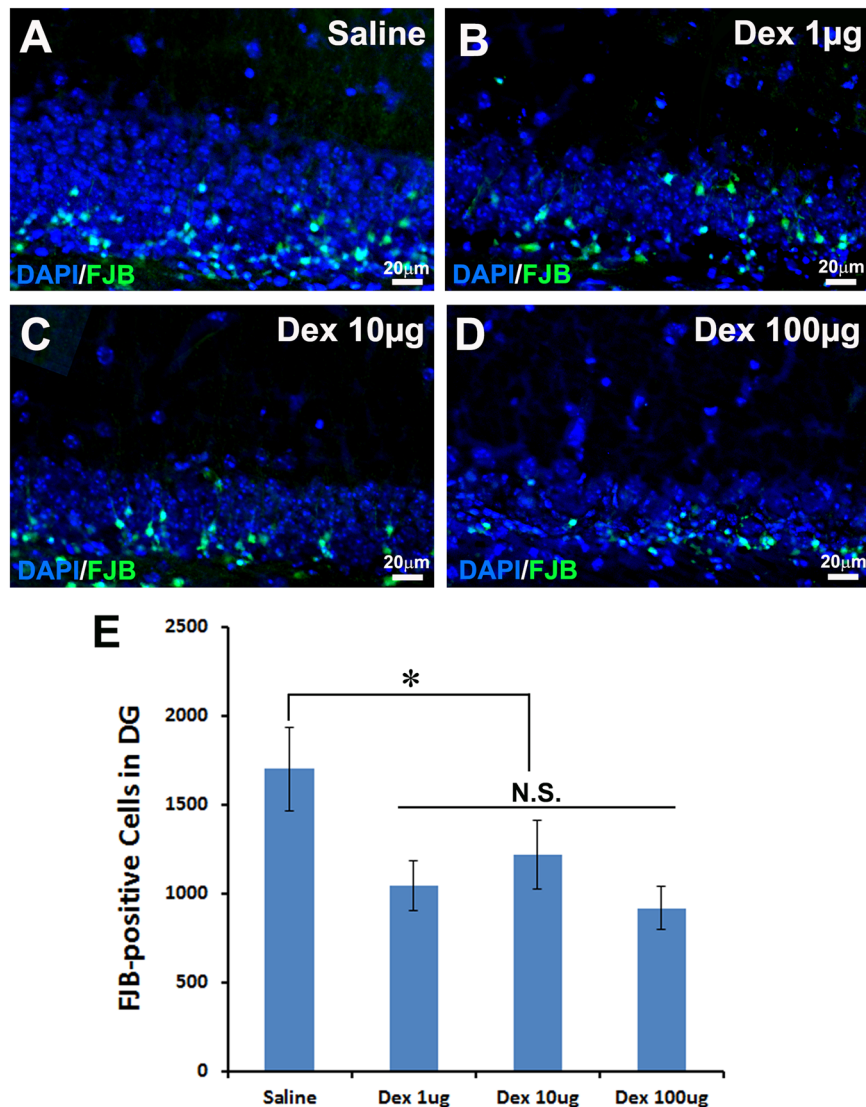 A
Saline
DAPI/FJB
20μm
B
Dex 1µg
DAPI/FJB
20μm
C
Dex 10µg
DAPI/FJB
20μm
D
Dex 100µg
DAPI/FJB
20μm
E
FJB-positive Cells in DG
2500
2000
1500
1000
500
0
*
N.S.
Saline
Dex 1ug
Dex 10ug
Dex 100ug